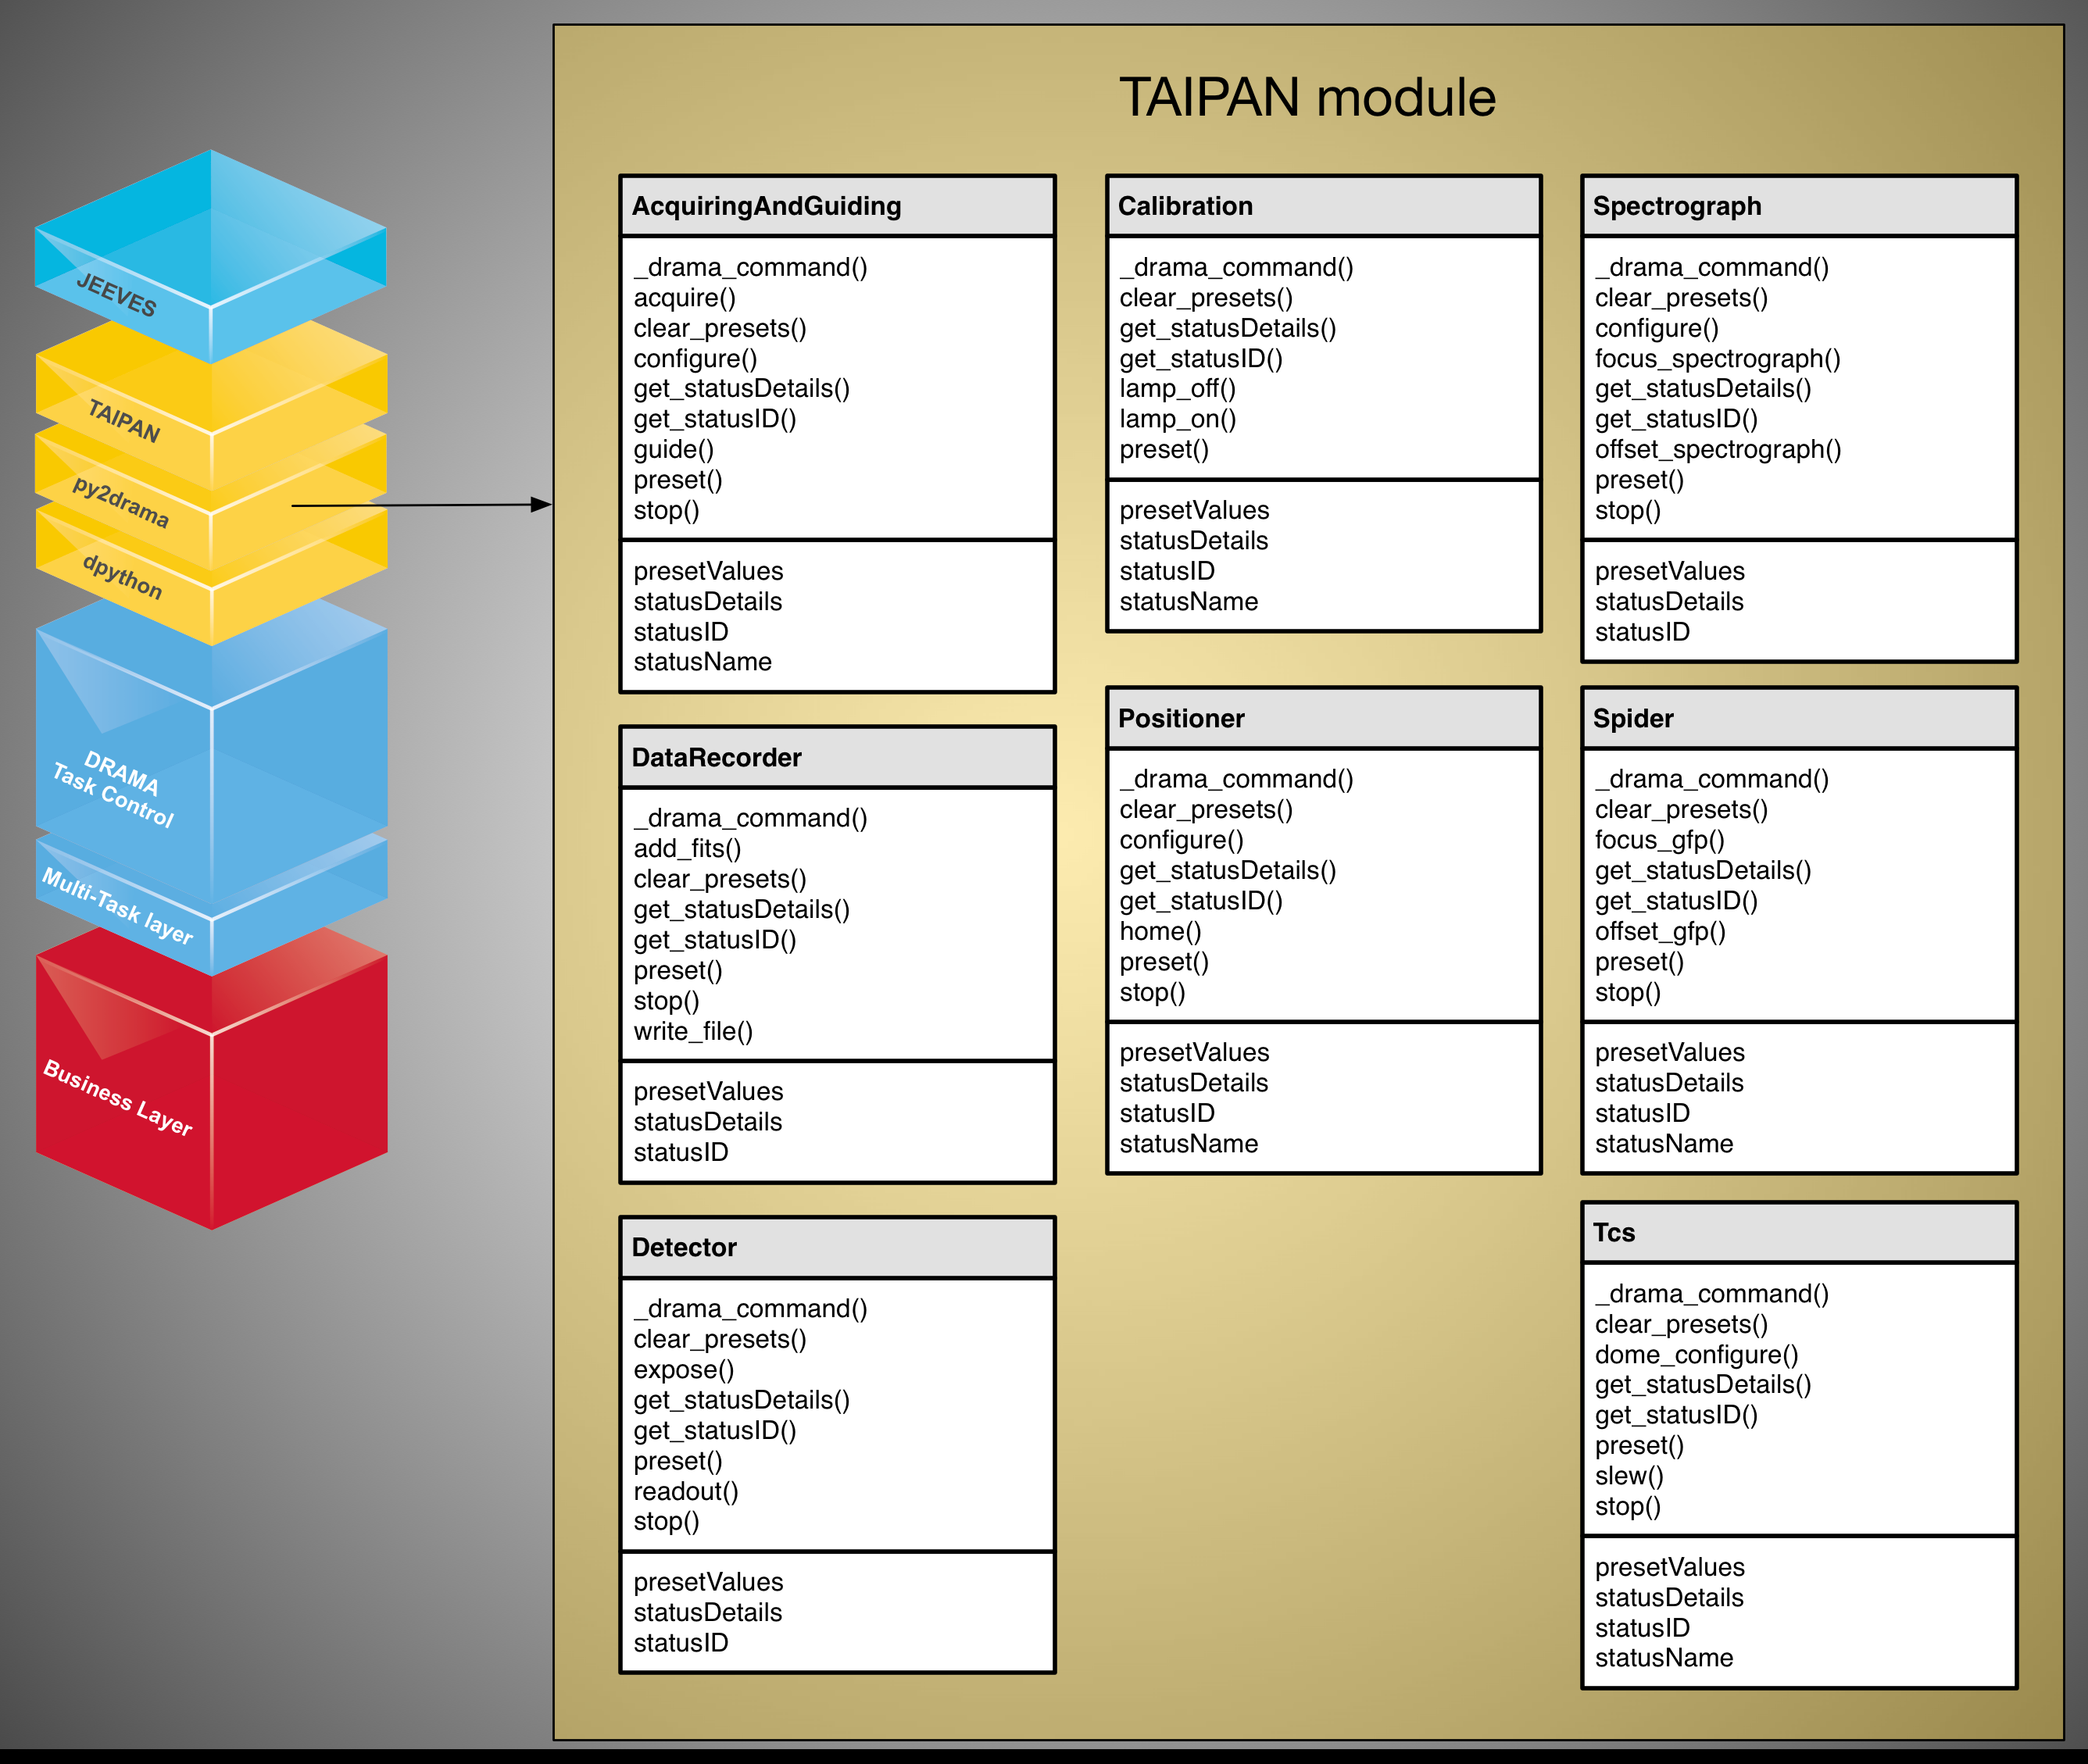 TAIPAN module
JEEVES
TAIPAN
py2drama
dpython
DRAMA
Task Control
Multi-Task layer
Business Layer
AcquiringAndGuiding
_drama_command()
acquire()
clear_presets()
configure()
get_statusDetails()
get_statusID()
guide()
preset()
stop()
presetValues
statusDetails
statusID
statusName
DataRecorder
_drama_command()
add_fits()
clear_presets()
get_statusDetails()
get_statusID()
preset()
stop()
write_file()
presetValues
statusDetails
statusID
Detector
_drama_command()
clear_presets()
expose()
get_statusDetails()
get_statusID()
preset()
readout()
stop()
presetValues
statusDetails
statusID
Calibration
_drama_command()
clear_presets()
get_statusDetails()
get_statusID()
lamp_off()
lamp_on()
preset()
presetValues
statusDetails
statusID
statusName
Positioner
_drama_command()
clear_presets()
configure()
get_statusDetails()
get_statusID()
home()
preset()
stop()
presetValues
statusDetails
statusID
statusName
Spectrograph
_drama_command()
clear_presets()
configure()
focus_spectrograph()
get_statusDetails()
get_statusID()
offset_spectrograph()
preset()
stop()
presetValues
statusDetails
statusID
Spider
_drama_command()
clear_presets()
focus_gfp()
get_statusDetails()
get_statusID()
offset_gfp()
preset()
stop()
presetValues
statusDetails
statusID
statusName
Tcs
_drama_command()
clear_presets()
dome_configure()
get_statusDetails()
get_statusID()
preset()
slew()
stop()
presetValues
statusDetails
statusID
statusName